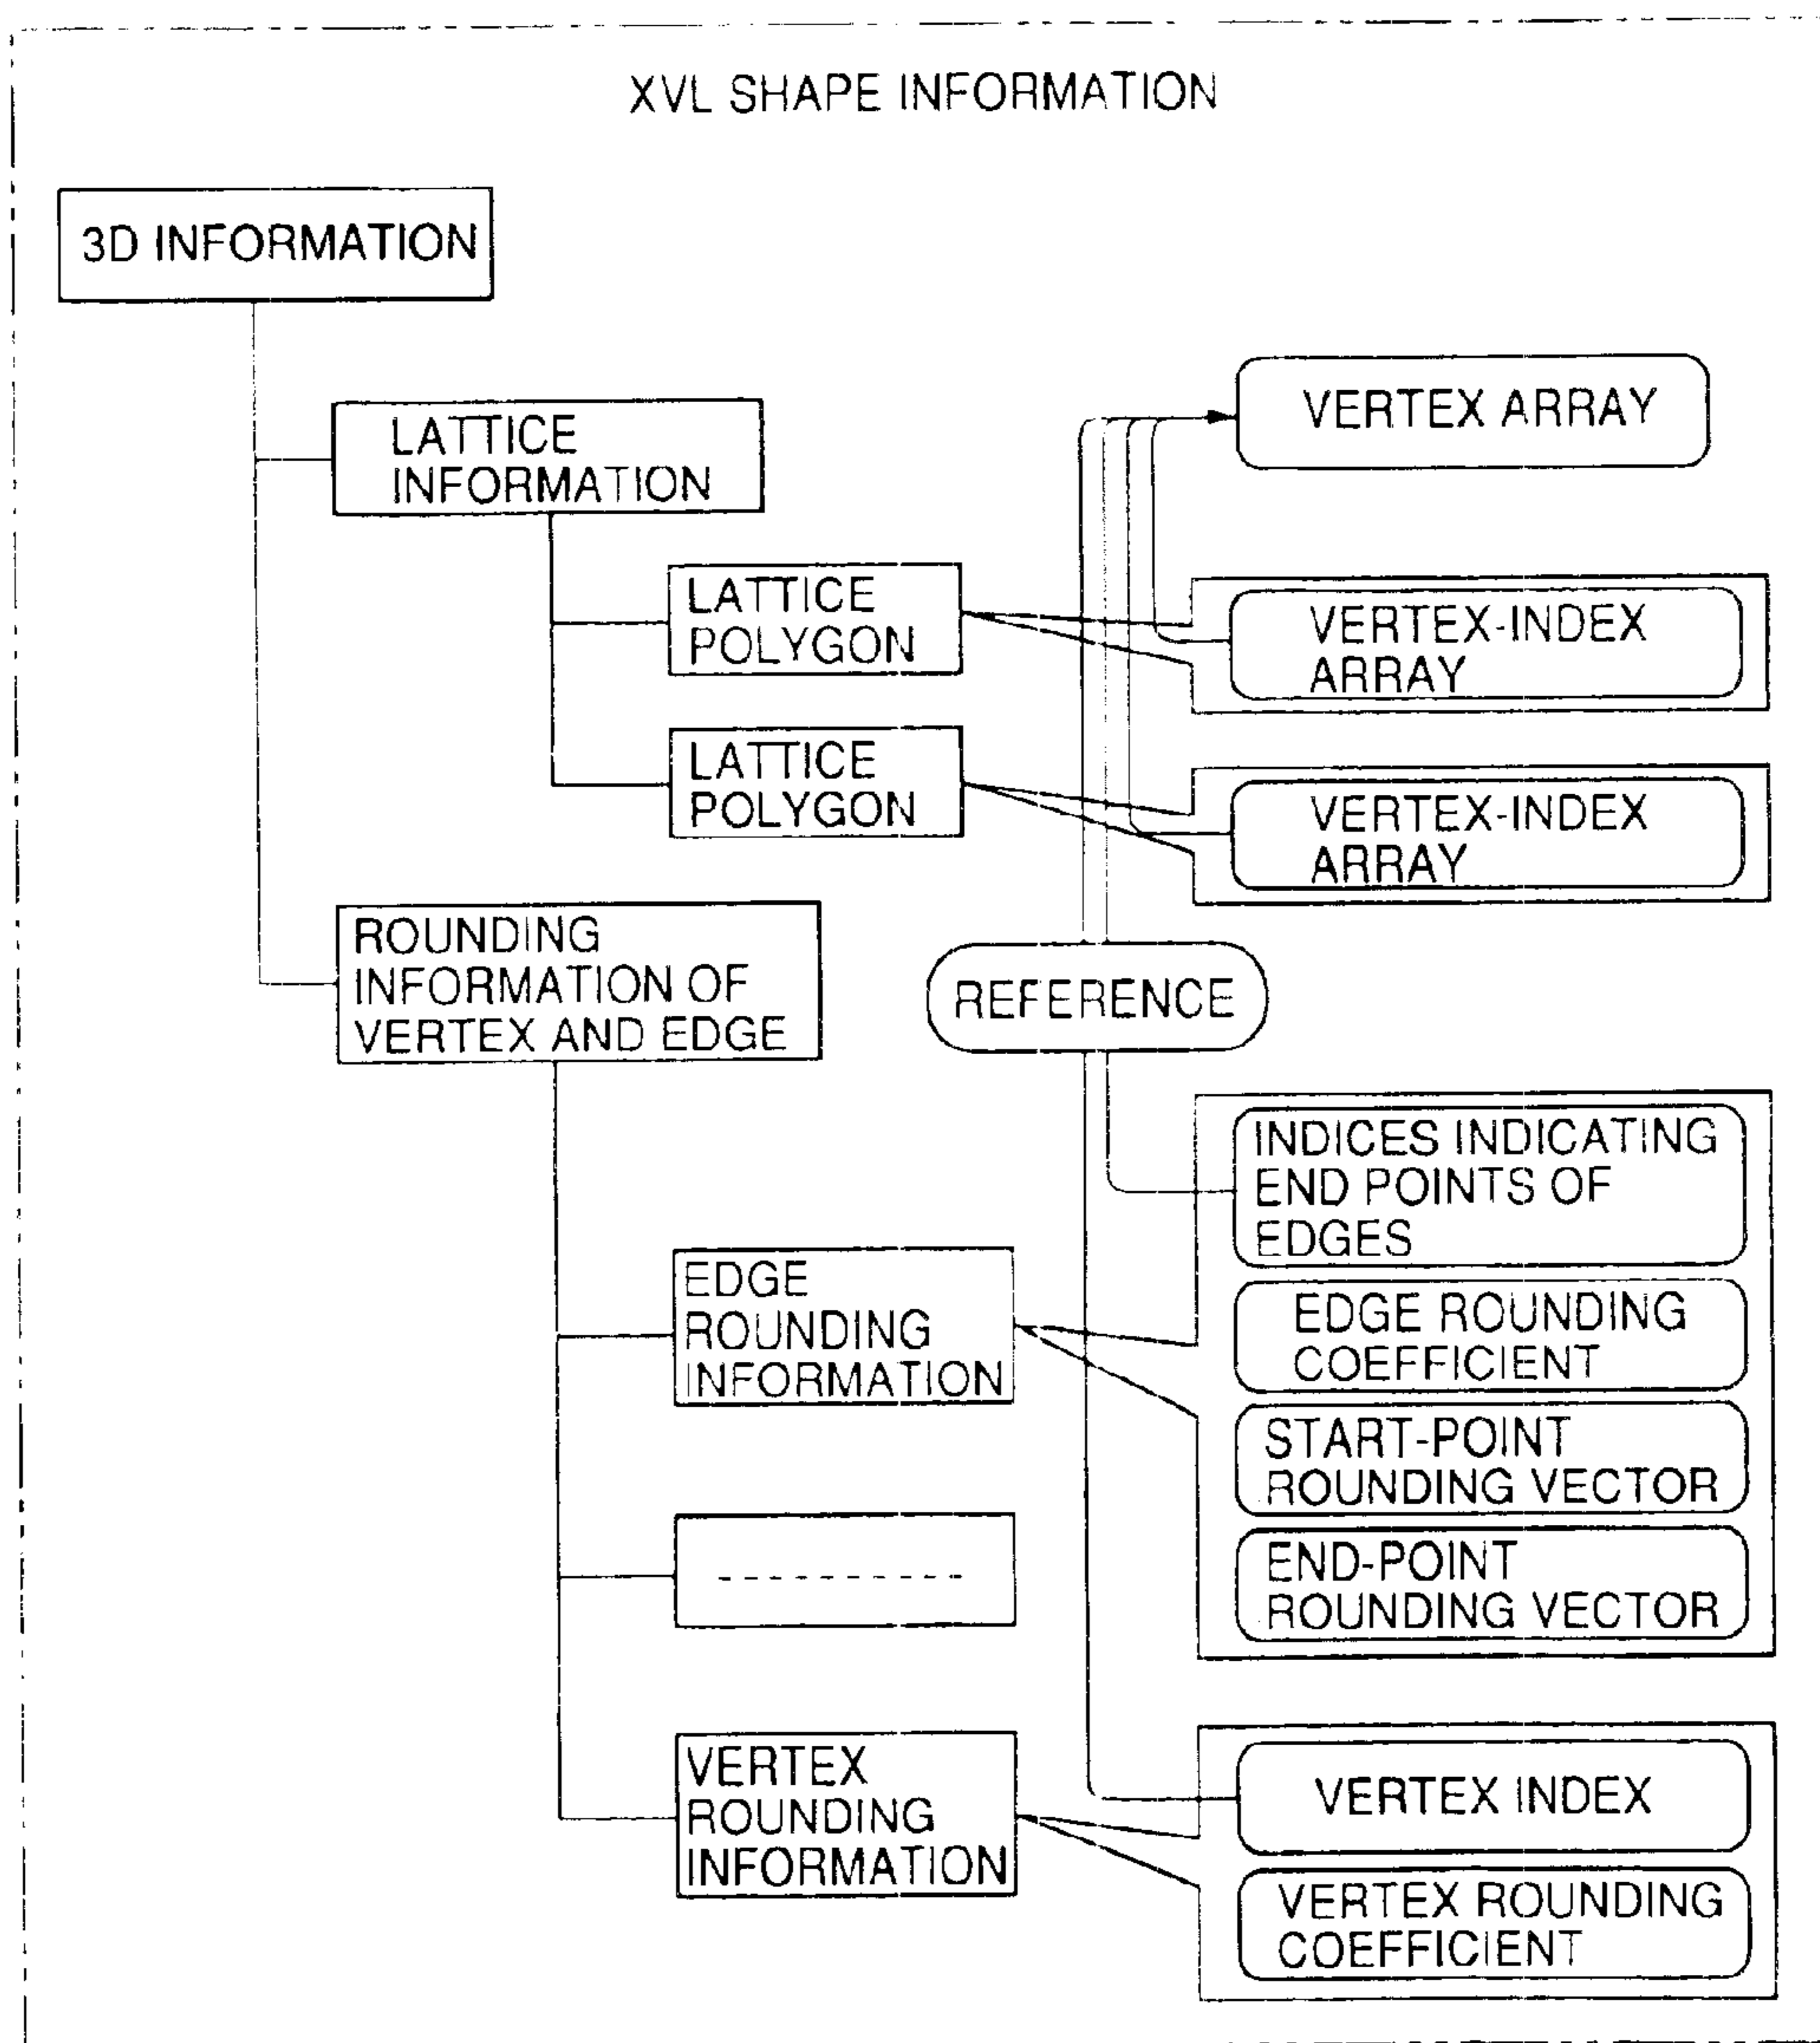 XVL SHAPE INFORMATION
3D INFORMATION
LATTICE
INFORMATION
VERTEX ARRAY
LATTICE
POLYGON
VERTEX-INDEX
ARRAY
LATTICE
POLYGON
VERTEX-INDEX
ARRAY
ROUNDING
INFORMATION OF
VERTEX AND EDGE
REFERENCE
INDICES INDICATING
END POINTS OF
EDGES
EDGE
ROUNDING
INFORMATION
EDGE ROUNDING
COEFFICIENT
START-POINT
ROUNDING VECTOR
END-POINT
ROUNDING VECTOR
VERTEX
ROUNDING
INFORMATION
VERTEX INDEX
VERTEX ROUNDING
COEFFICIENT